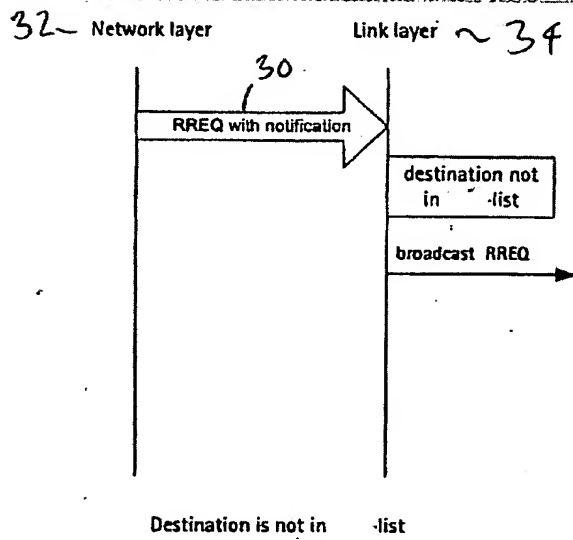 32 Network layer
Link layer ~ 34
30
RREQ with notification
destination not
in -list
broadcast RREQ
Destination is not in -list